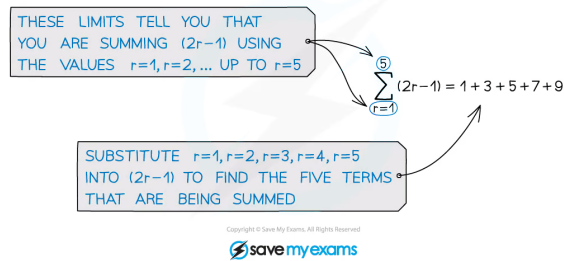 THESE LIMITS TELL YOU THAT
YOU ARE SUMMING (2r−1) USING
THE VALUES r=1, r=2, ... UP TO r=5
5
∑ (2r−1) = 1 + 3 + 5 + 7 + 9
r=1
SUBSTITUTE r=1, r=2, r=3, r=4, r=5
INTO (2r−1) TO FIND THE FIVE TERMS
THAT ARE BEING SUMMED
Copyright © Save My Exams. All Rights Reserved
save my exams